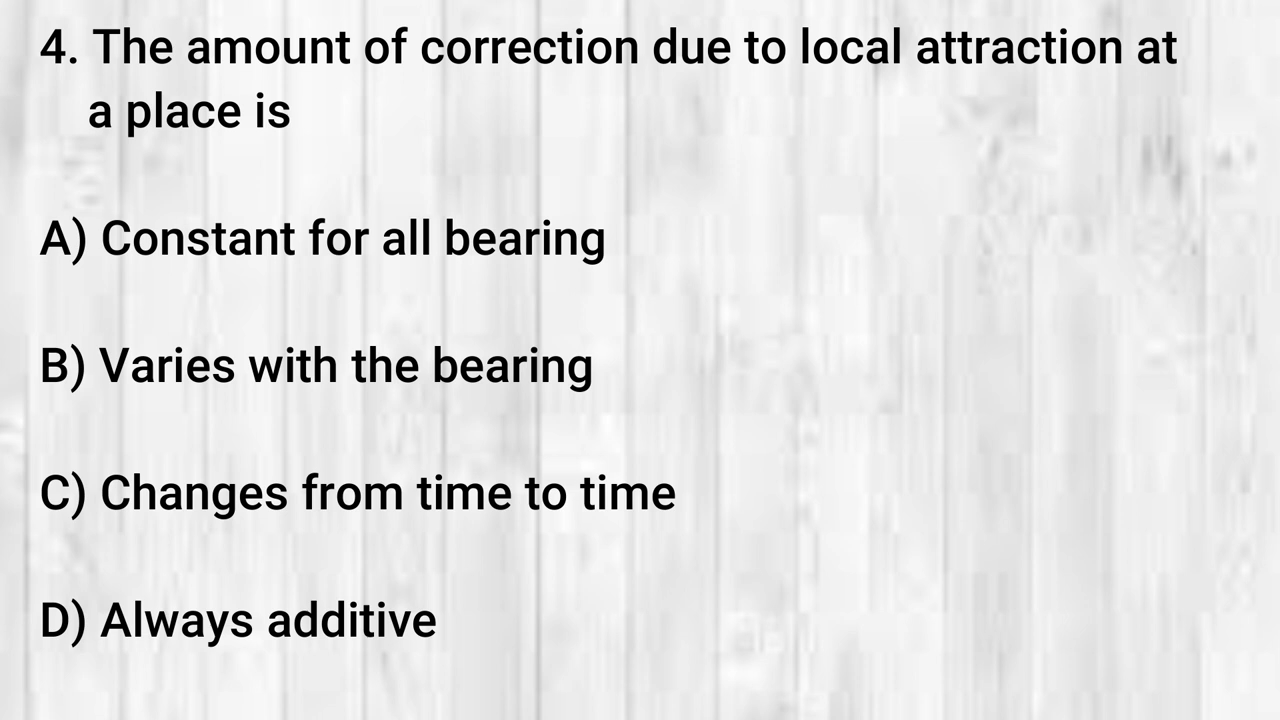 4. The amount of correction due to local attraction at
a place is
A) Constant for all bearing
B) Varies with the bearing
C) Changes from time to time
D) Always additive